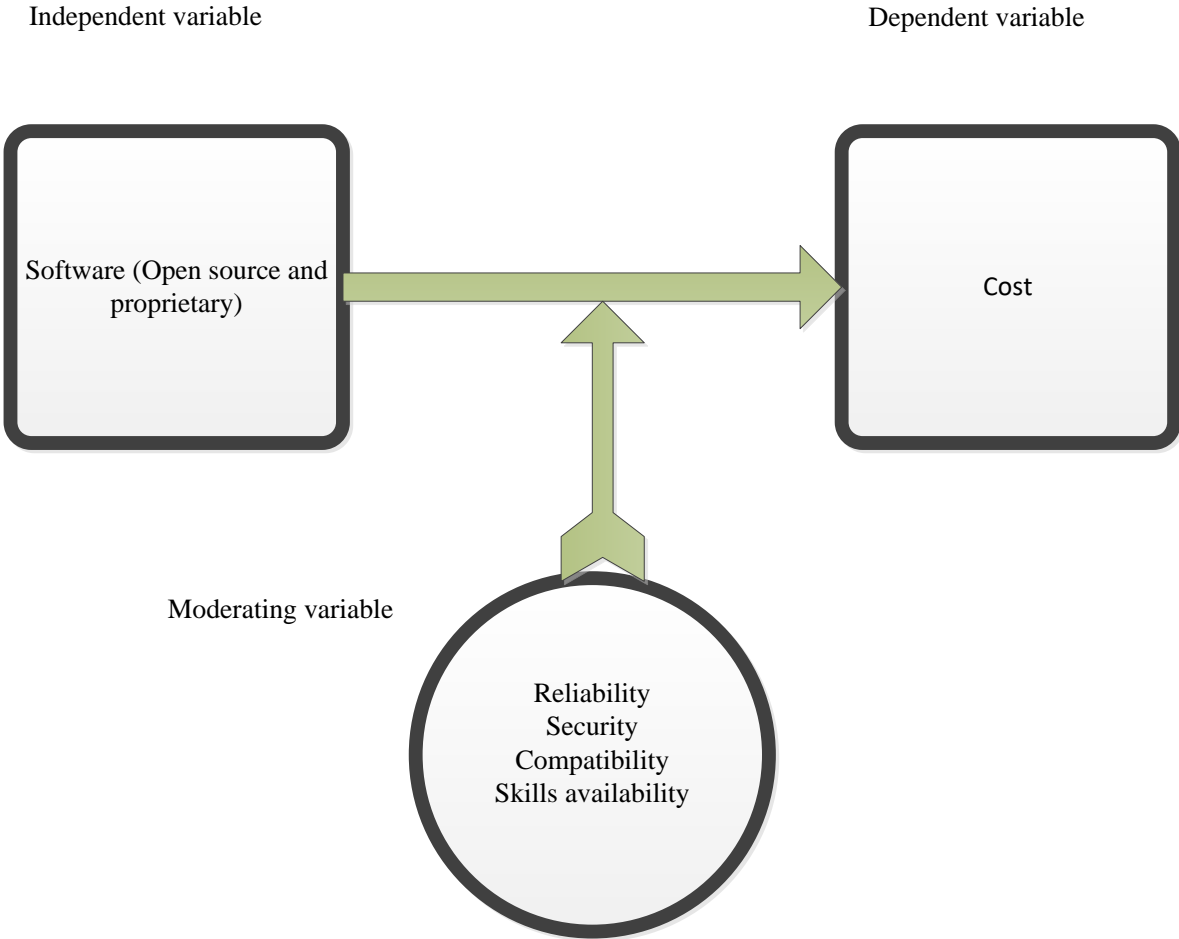 Independent variable
Dependent variable
Software (Open source and
proprietary)
Cost
Moderating variable
Reliability
Security
Compatibility
Skills availability